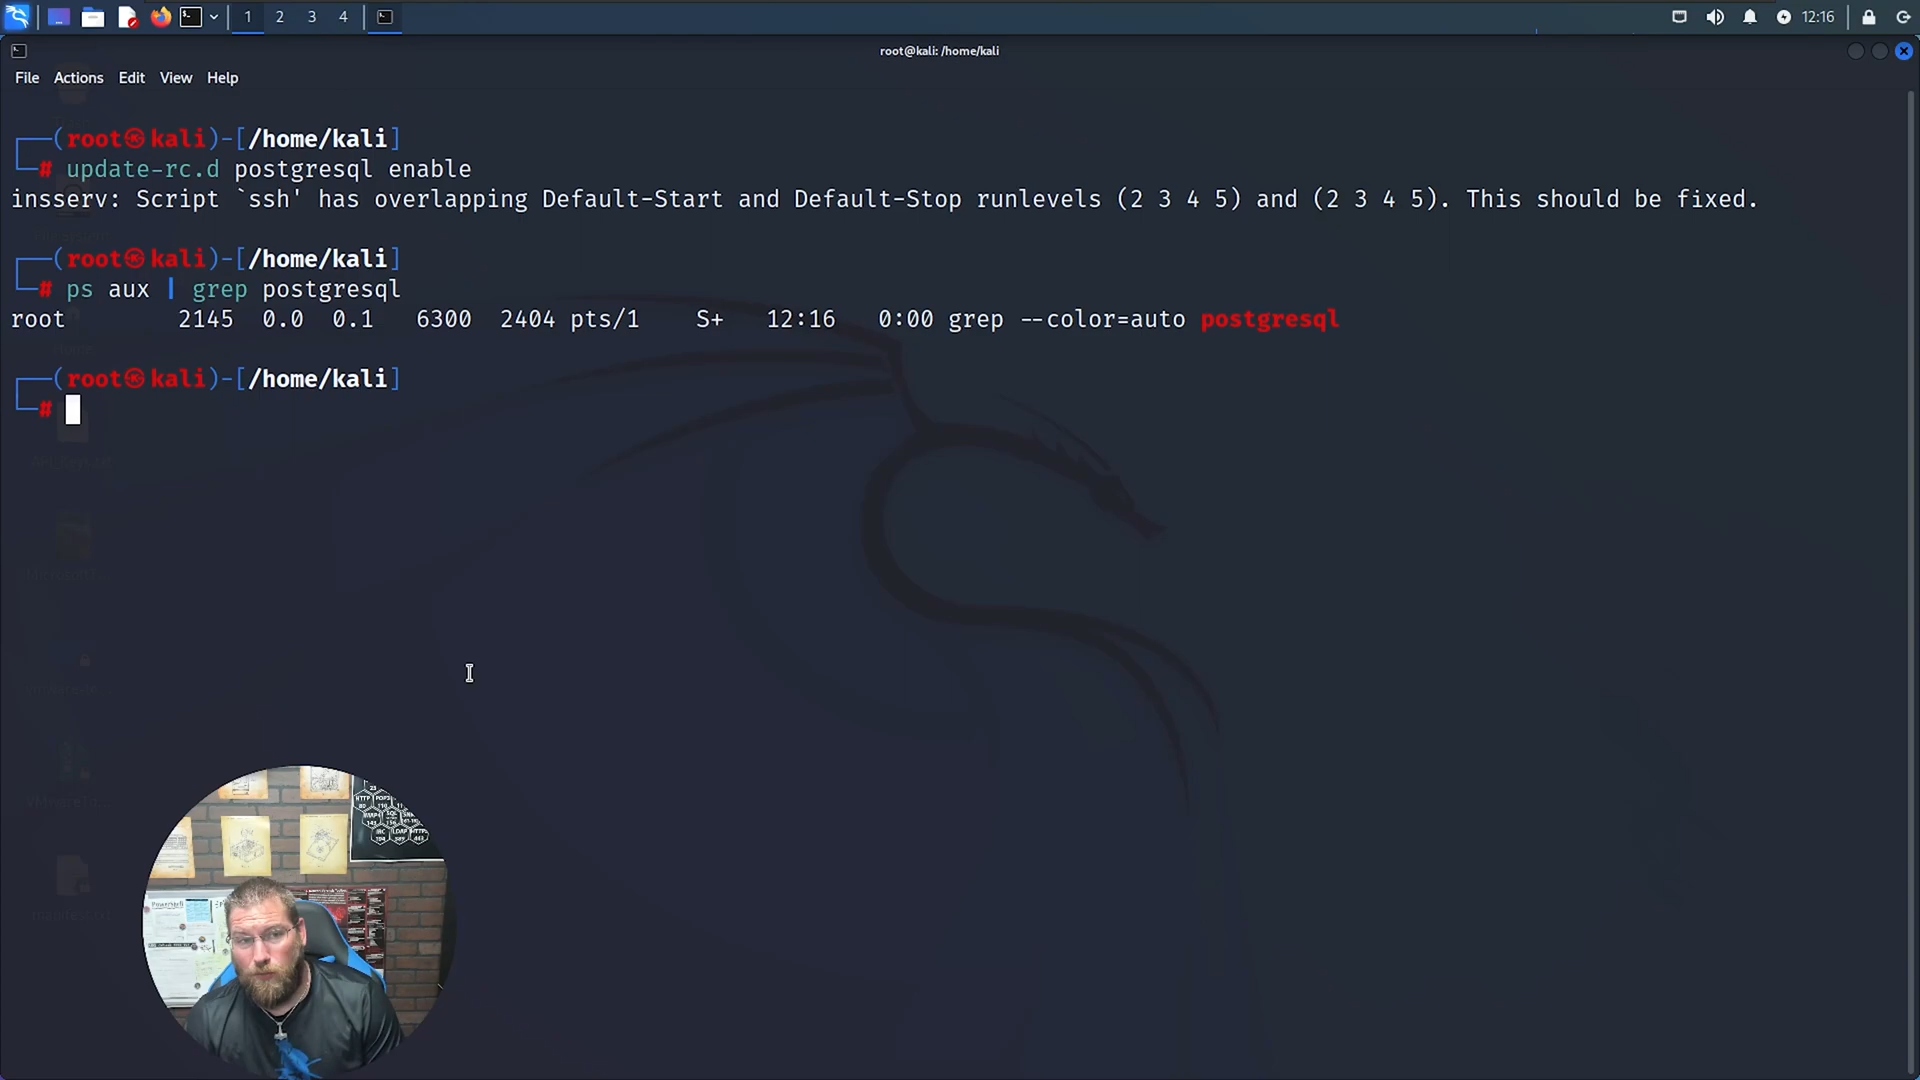 1 2 3 4
12:16
root@kali: /home/kali
File Actions Edit View Help
┌──(root㉿kali)-[/home/kali]
└─# update-rc.d postgresql enable
insserv: Script `ssh' has overlapping Default-Start and Default-Stop runlevels (2 3 4 5) and (2 3 4 5). This should be fixed.
┌──(root㉿kali)-[/home/kali]
└─# ps aux | grep postgresql
root 2145 0.0 0.1 6300 2404 pts/1 S+ 12:16 0:00 grep --color=auto postgresql
┌──(root㉿kali)-[/home/kali]
└─#